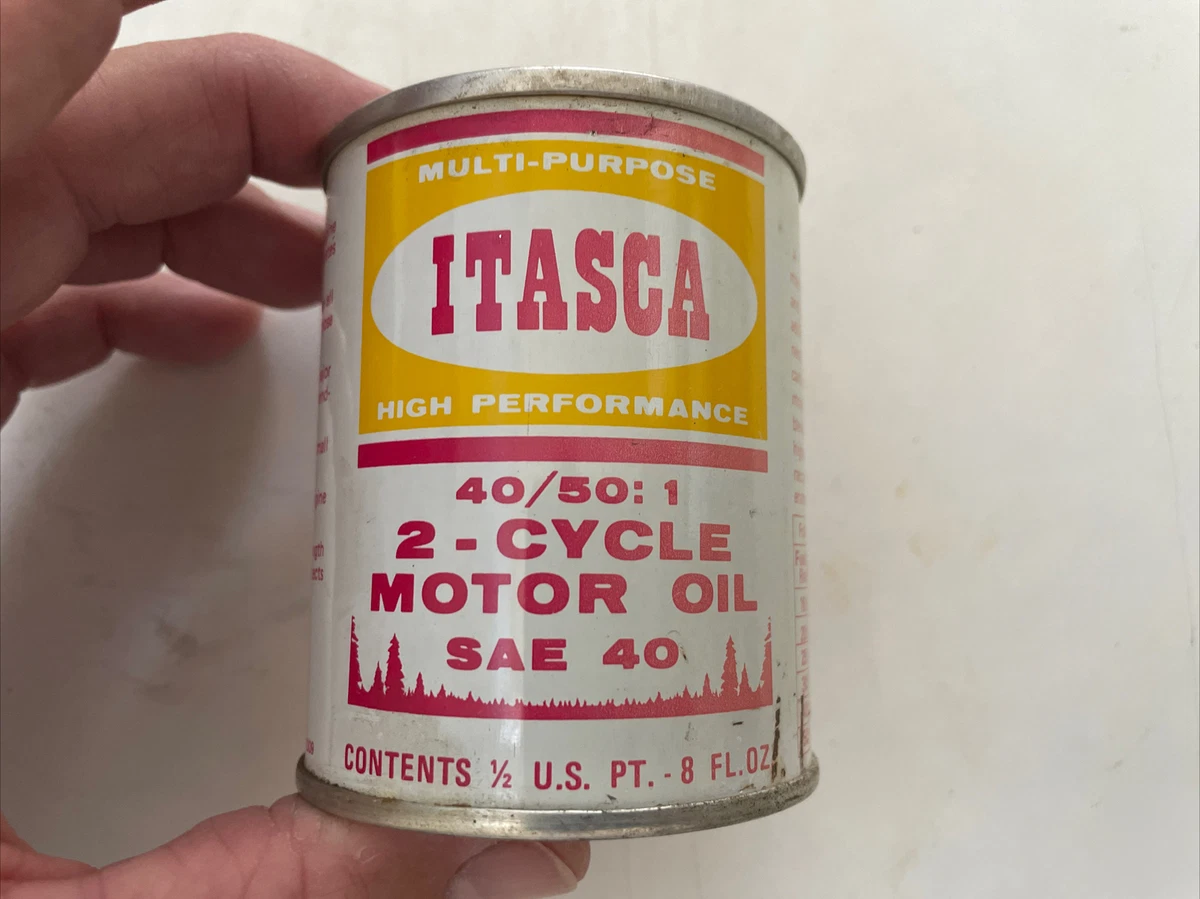 MULTI-PURPOSE
ITASCA
HIGH PERFORMANCE
40/50:1
2-CYCLE
MOTOR OIL
SAE 40
CONTENTS ½ U.S. PT. - 8 FL.OZ.